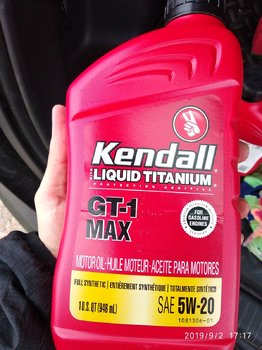 Kendall
WITH LIQUID TITANIUM®
PROTECTION ADDITIVE
GT-1
MAX
FOR
GASOLINE
ENGINES
MOTOR OIL·HUILE MOTEUR·ACEITE PARA MOTORES
FULL SYNTHETIC | ENTIÈREMENT SYNTHÉTIQUE | TOTALMENTE SINTÉTICO
1 U.S. QT (946 mL)
SAE 5W-20
1081306-01
2019/9/2 17:17